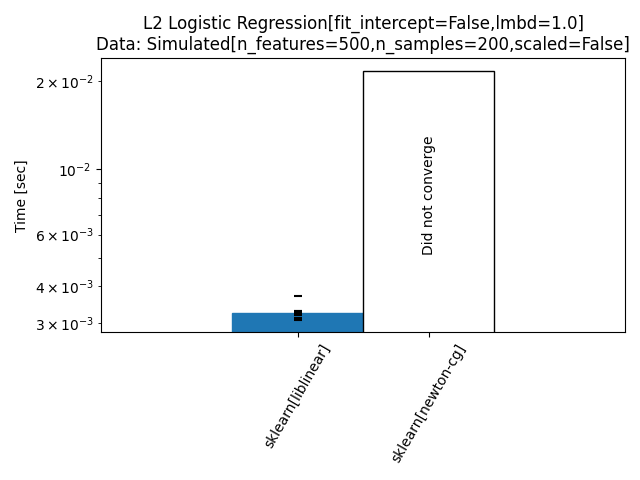 L2 Logistic Regression[fit_intercept=False,lmbd=1.0]
Data: Simulated[n_features=500,n_samples=200,scaled=False]
Time [sec]
2 × 10⁻²
10⁻²
6 × 10⁻³
4 × 10⁻³
3 × 10⁻³
Did not converge
sklearn[liblinear]
sklearn[newton-cg]